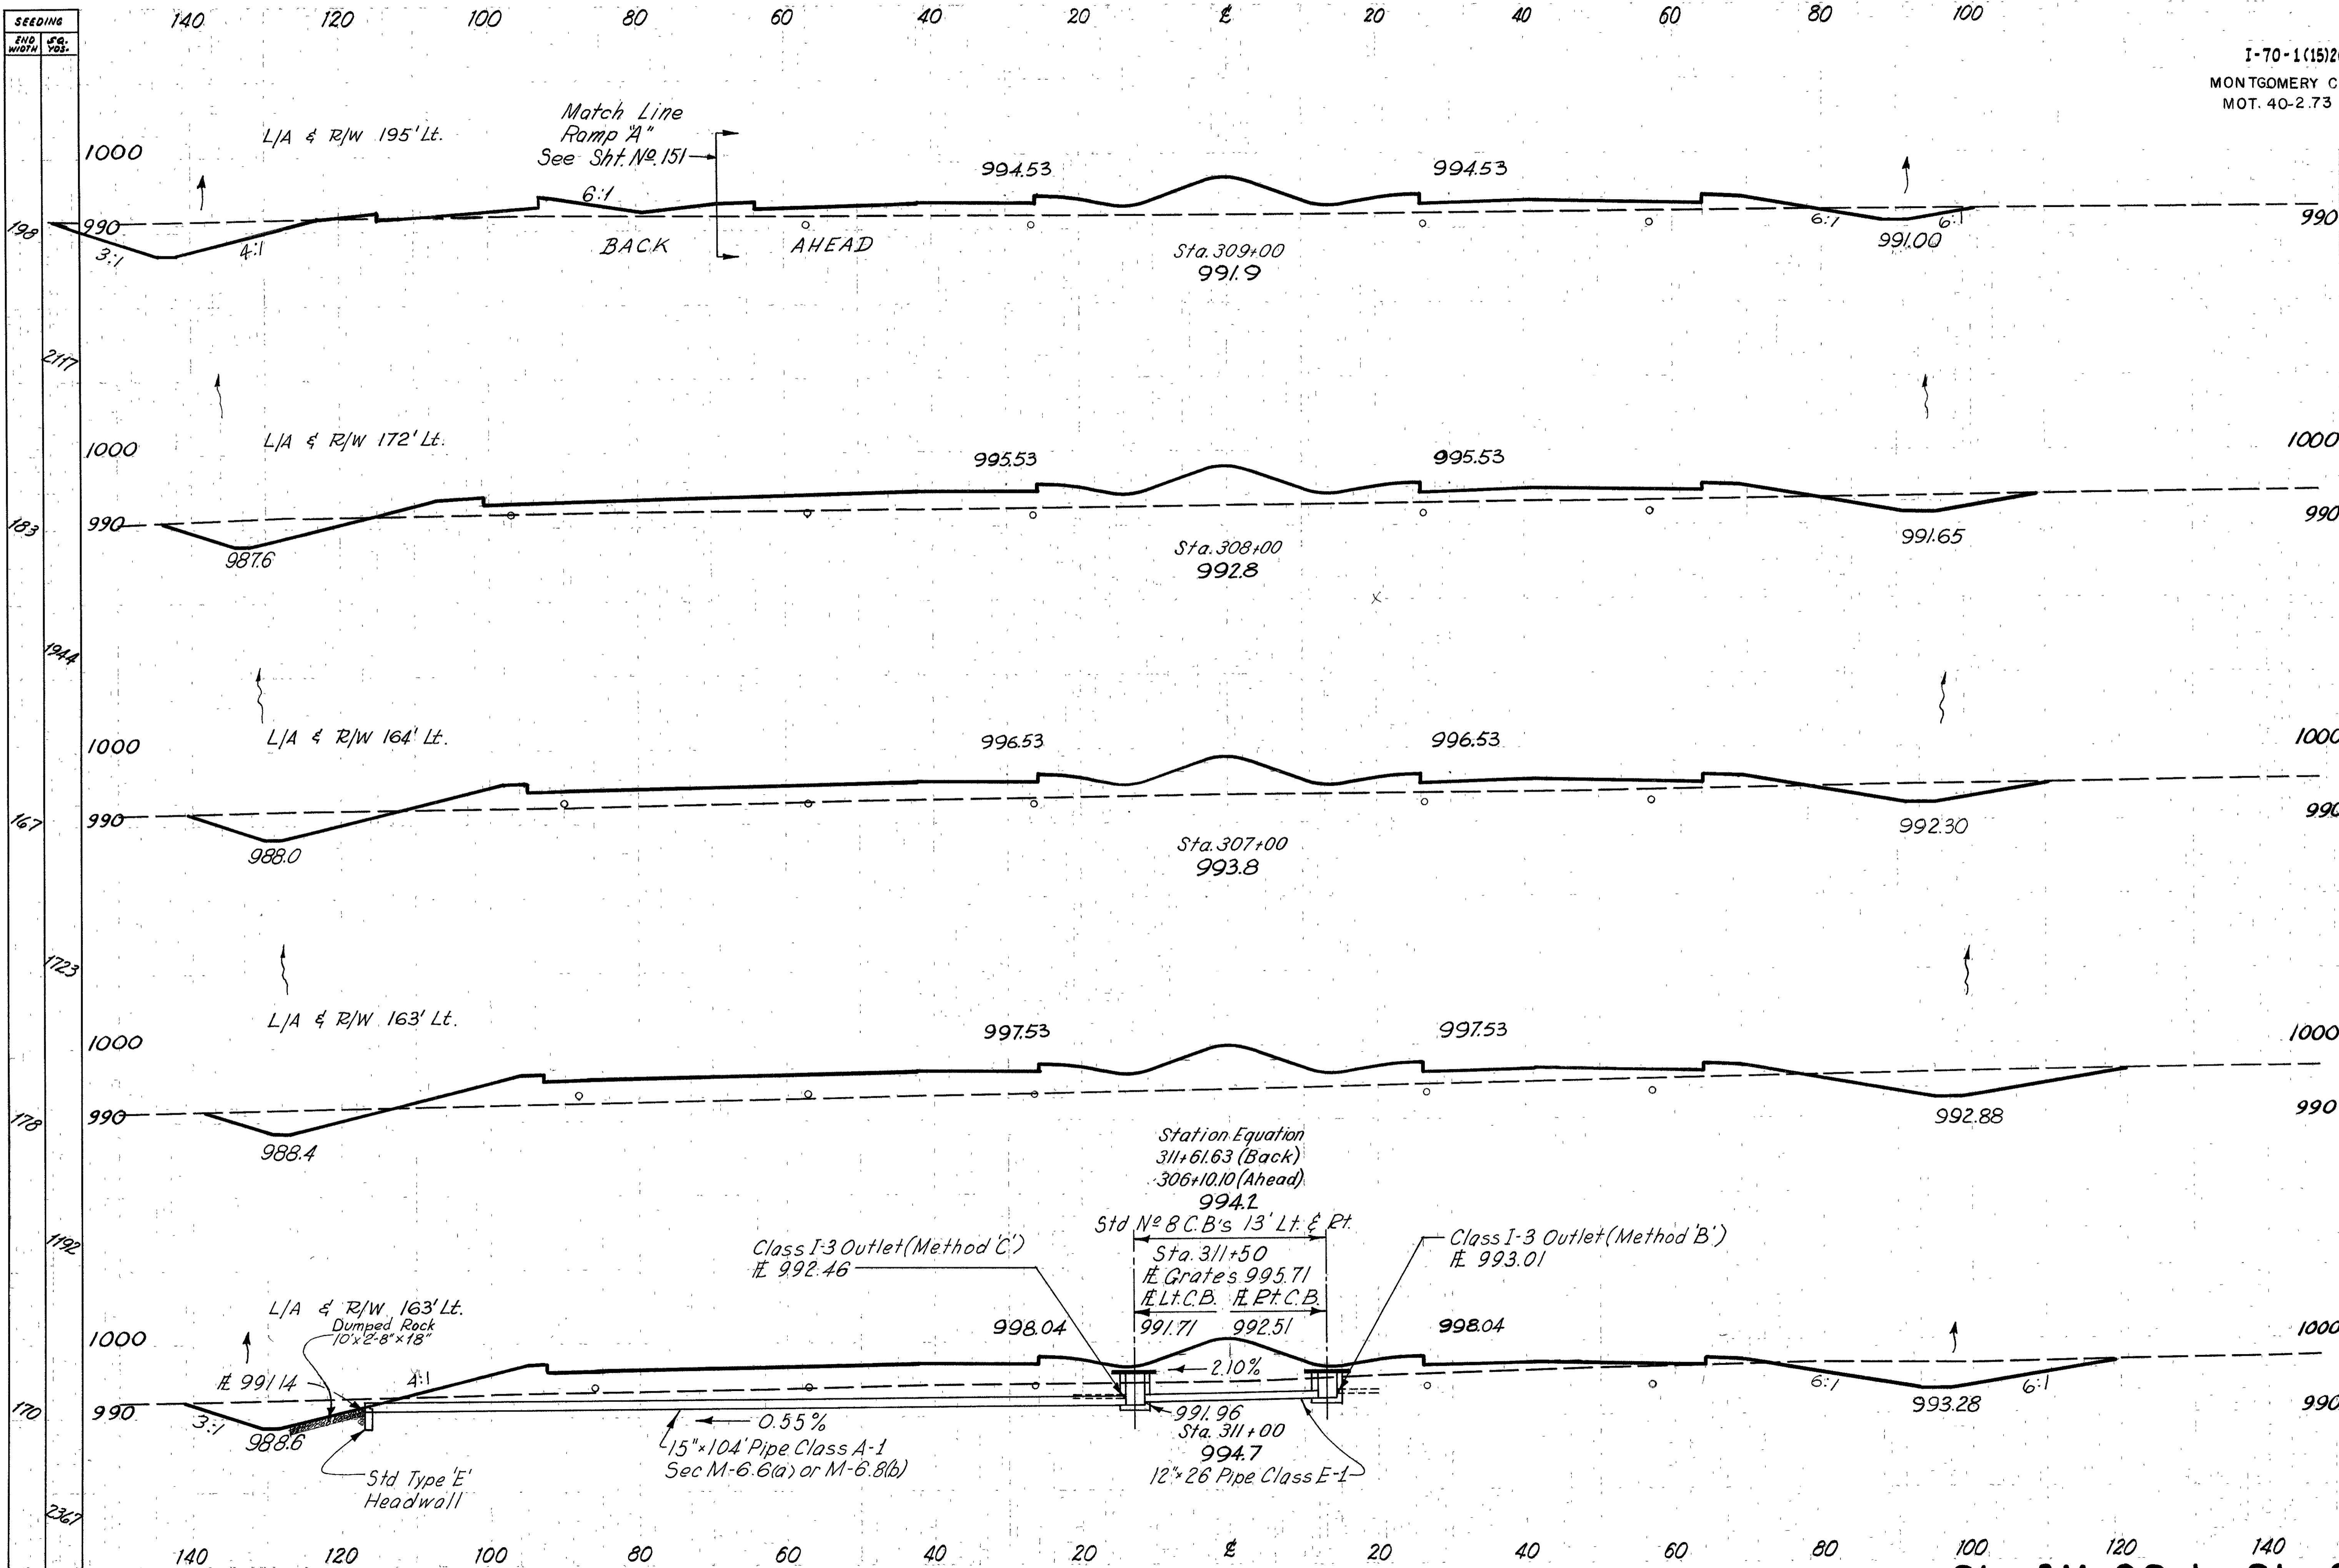 SEEDING
END WIDTH
SQ. YDS.
140 120 100 80 60 40 20 ℄ 20 40 60 80 100
I-70-1(15)2
MONTGOMERY C
MOT. 40-2.73
L/A & R/W 195' Lt.
Match Line
Ramp "A"
See Sht. Nº. 151
1000
994.53
994.53
6:1
198
990
990
3:1
4:1
BACK
AHEAD
6:1
6:1
991.00
Sta. 309+00
991.9
2117
L/A & R/W 172' Lt.
1000
1000
995.53
995.53
183
990
990
987.6
991.65
Sta. 308+00
992.8
x
1944
L/A & R/W 164' Lt.
1000
1000
996.53
996.53
167
990
990
988.0
992.30
Sta. 307+00
993.8
1723
L/A & R/W 163' Lt.
1000
1000
997.53
997.53
178
990
990
988.4
992.88
Station Equation
311+61.63 (Back)
306+10.10 (Ahead)
994.2
Std Nº 8 C.B's 13' Lt. & Rt.
1192
Class I-3 Outlet (Method 'C')
℄ 992.46
Sta. 311+50
℄ Grates 995.71
℄ Lt. C.B. ℄ Rt. C.B.
Class I-3 Outlet (Method 'B')
℄ 993.01
L/A & R/W 163' Lt.
Dumped Rock
10'x2'-8"x18"
1000
1000
998.04
991.71
992.51
998.04
2.10%
℄ 991.14
4:1
170
990
990
3:1
988.6
0.55%
991.96
6:1
6:1
993.28
Sta. 311+00
994.7
15"x104' Pipe Class A-1
Sec M-6.6(a) or M-6.8(b)
12"x26 Pipe Class E-1
Std Type 'E'
Headwall
2367
140 120 100 80 60 40 20 ℄ 20 40 60 80 100 120 140